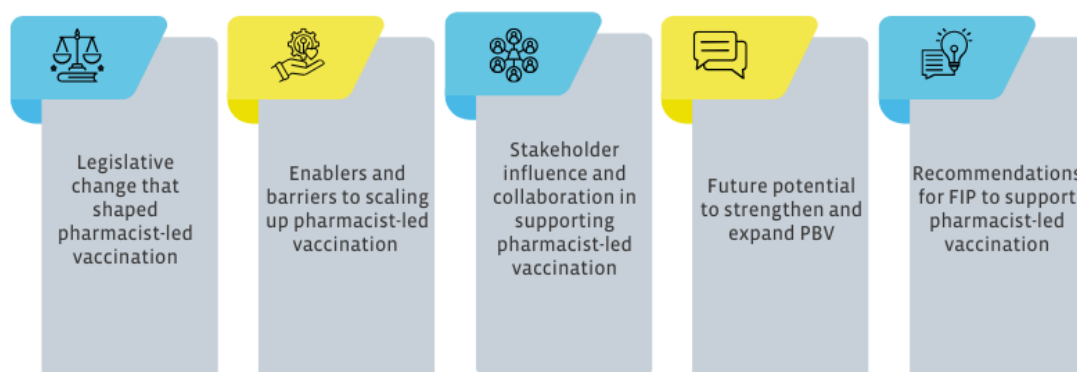 Legislative
change that
shaped
pharmacist-led
vaccination
Enablers and
barriers to scaling
up pharmacist-led
vaccination
Stakeholder
influence and
collaboration in
supporting
pharmacist-led
vaccination
Future potential
to strengthen and
expand PBV
Recommendations
for FIP to support
pharmacist-led
vaccination